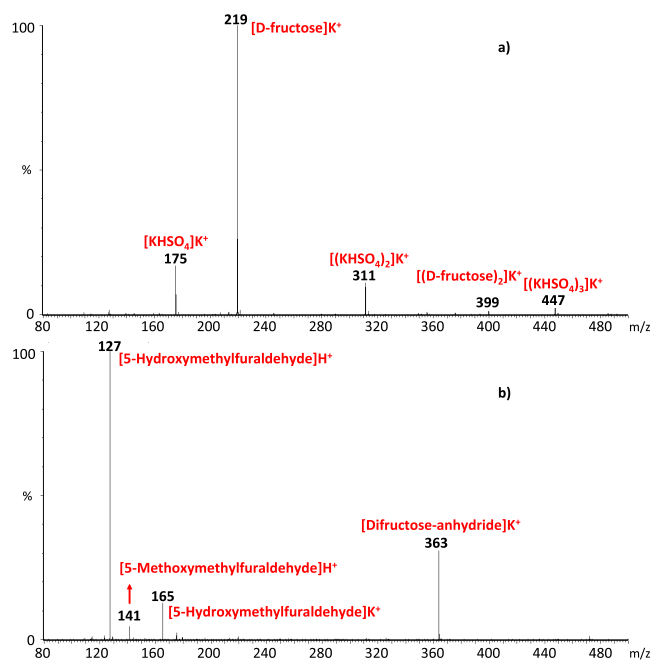 100
219
[D-fructose]K⁺
a)
%
[KHSO₄]K⁺
175
[(KHSO₄)₂]K⁺
311
[(D-fructose)₂]K⁺
399
[(KHSO₄)₃]K⁺
447
0
80 120 160 200 240 280 320 360 400 440 480 m/z
100
127
[5-Hydroxymethylfuraldehyde]H⁺
b)
%
[Difructose-anhydride]K⁺
363
[5-Methoxymethylfuraldehyde]H⁺
141
165
[5-Hydroxymethylfuraldehyde]K⁺
0
80 120 160 200 240 280 320 360 400 440 480 m/z